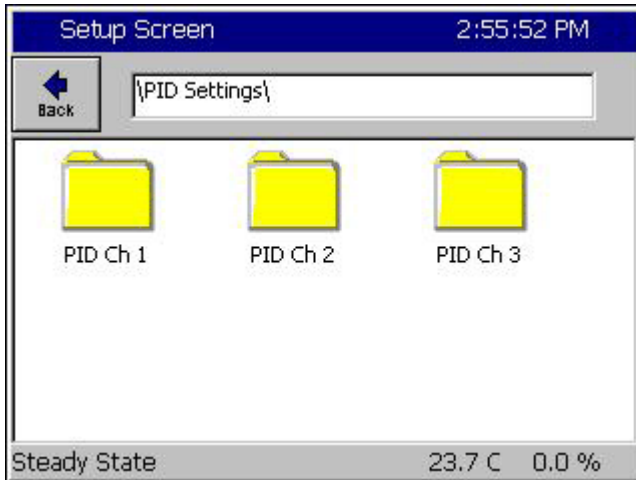 Setup Screen 2:55:52 PM
Back \PID Settings\
PID Ch 1 PID Ch 2 PID Ch 3
Steady State 23.7 C 0.0 %